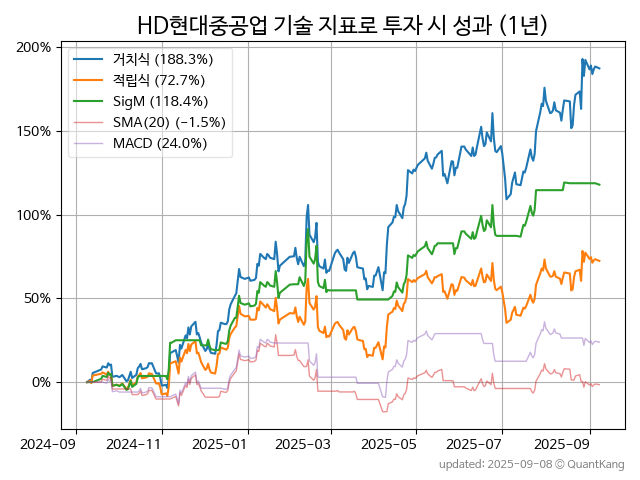 HD현대중공업 기술 지표로 투자 시 성과 (1년)
200%
150%
100%
50%
0%
거치식 (188.3%)
적립식 (72.7%)
SigM (118.4%)
SMA(20) (-1.5%)
MACD (24.0%)
2024-09 2024-11 2025-01 2025-03 2025-05 2025-07 2025-09
updated: 2025-09-08 © QuantKang